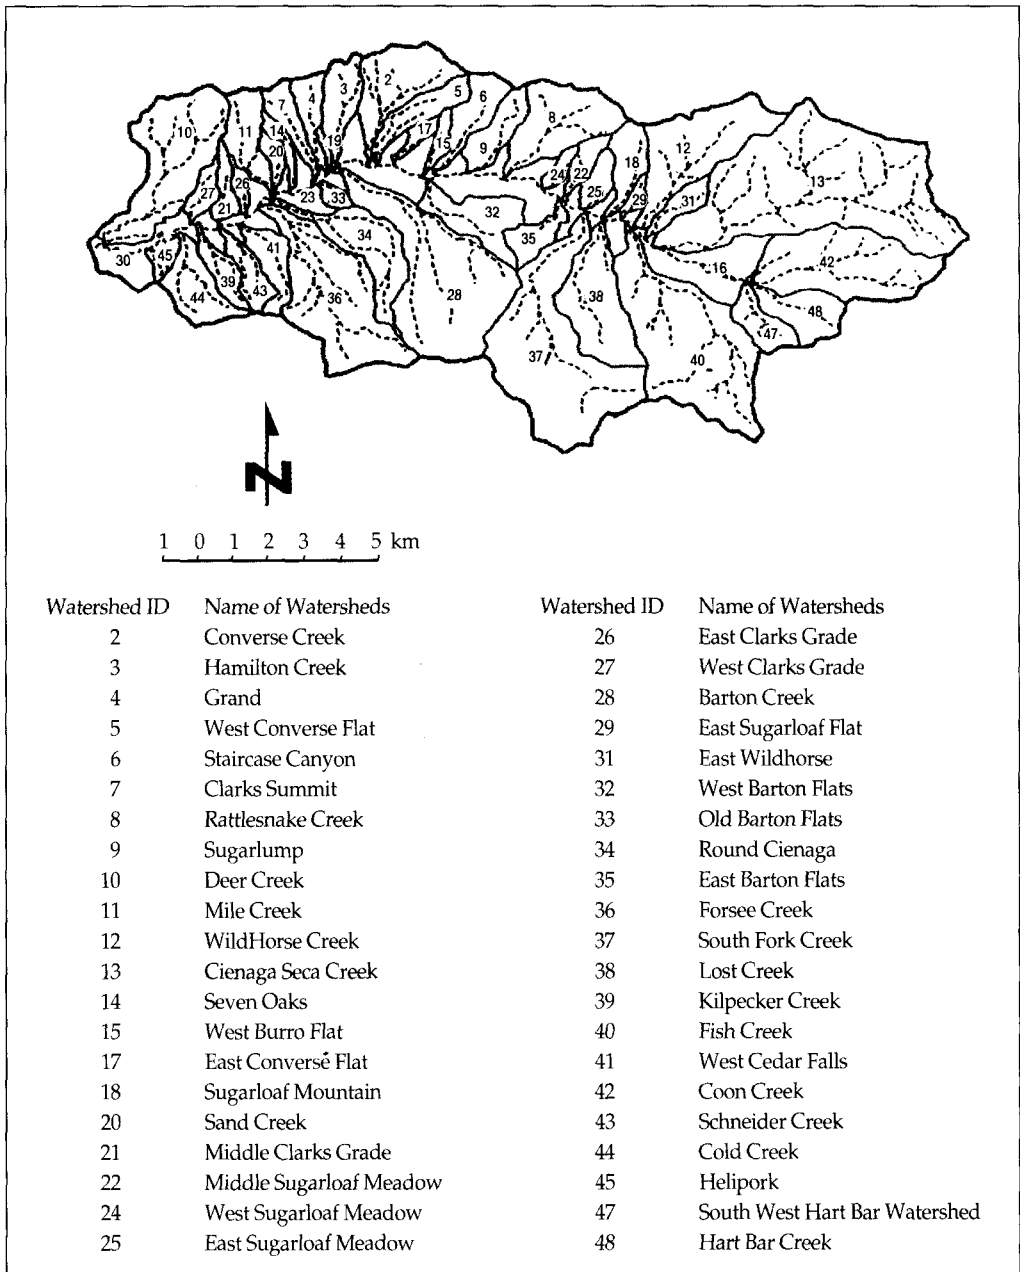 2
3
4
5
6
7
8
9
10
11
12
13
14
15
16
17
18
19
20
21
22
23
24
25
26
27
28
29
30
31
32
33
34
35
36
37
38
39
40
41
42
43
44
45
47
48
N
1 0 1 2 3 4 5 km
Watershed ID Name of Watersheds
2 Converse Creek
3 Hamilton Creek
4 Grand
5 West Converse Flat
6 Staircase Canyon
7 Clarks Summit
8 Rattlesnake Creek
9 Sugarlump
10 Deer Creek
11 Mile Creek
12 WildHorse Creek
13 Cienaga Seca Creek
14 Seven Oaks
15 West Burro Flat
17 East Converse Flat
18 Sugarloaf Mountain
20 Sand Creek
21 Middle Clarks Grade
22 Middle Sugarloaf Meadow
24 West Sugarloaf Meadow
25 East Sugarloaf Meadow
Watershed ID Name of Watersheds
26 East Clarks Grade
27 West Clarks Grade
28 Barton Creek
29 East Sugarloaf Flat
31 East Wildhorse
32 West Barton Flats
33 Old Barton Flats
34 Round Cienaga
35 East Barton Flats
36 Forsee Creek
37 South Fork Creek
38 Lost Creek
39 Kilpecker Creek
40 Fish Creek
41 West Cedar Falls
42 Coon Creek
43 Schneider Creek
44 Cold Creek
45 Helipork
47 South West Hart Bar Watershed
48 Hart Bar Creek